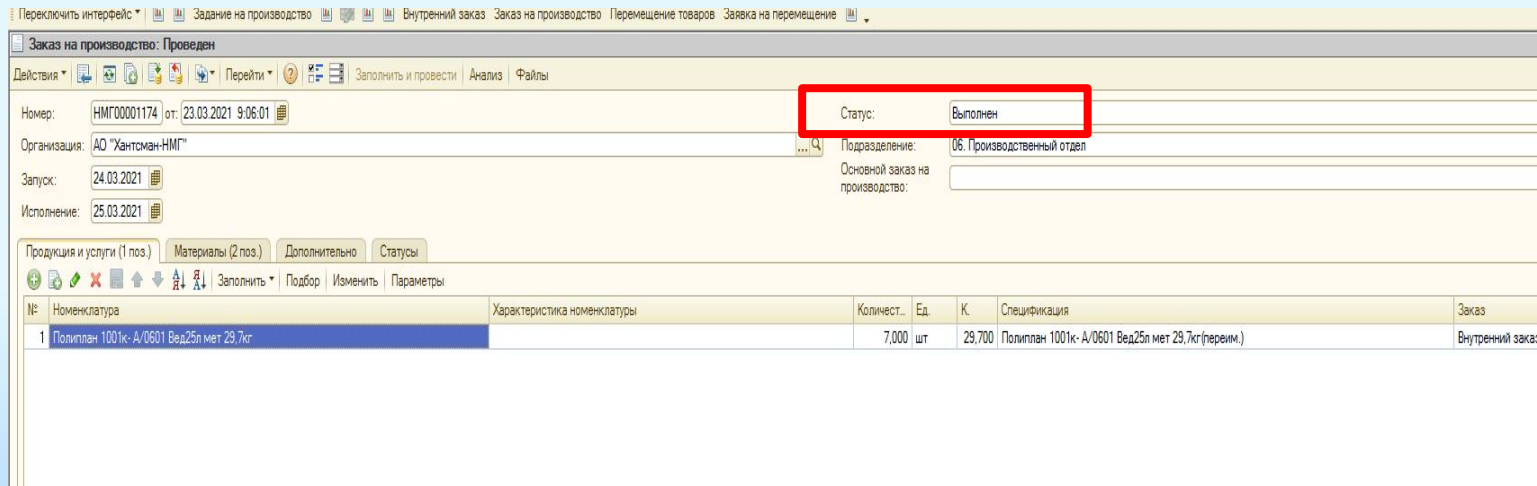 Переключить интерфейс Задание на производство Внутренний заказ Заказ на производство Перемещение товаров Заявка на перемещение
Заказ на производство: Проведен
Действия Перейти Заполнить и провести Анализ Файлы
Номер: НМГ00001174 от: 23.03.2021 9:06:01 Статус: Выполнен
Организация: АО "Хантсман-НМГ" ... Подразделение: 06. Производственный отдел
Запуск: 24.03.2021 Основной заказ на производство:
Исполнение: 25.03.2021
Продукция и услуги (1 поз.) Материалы (2 поз.) Дополнительно Статусы
Заполнить Подбор Изменить Параметры
№ Номенклатура Характеристика номенклатуры Количест... Ед. К. Спецификация Заказ
1 Полиплан 1001к- А/0601 Вед25л мет 29,7кг 7,000 шт 29,700 Полиплан 1001к- А/0601 Вед25л мет 29,7кг(переим.) Внутренний заказ